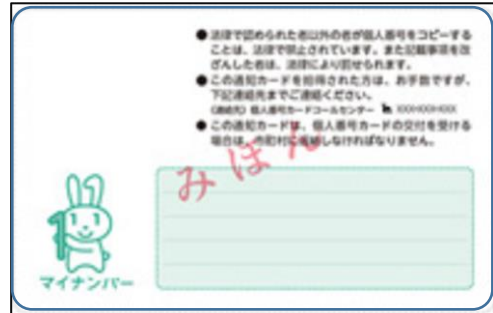 ●法律で認められた者以外の者が個人番号をコピーする
ことは、法律で禁止されています。また記載事項を改
ざんした者は、法律により罰せられます。
●この通知カードを拾得された方は、お手数ですが、
下記連絡先までご連絡ください。
(連絡先) 個人番号カードコールセンター XXX-XXX-XXX
●この通知カードは、個人番号カードの交付を受ける
場合は、市町村に返納しなければなりません。
みほん
マイナンバー